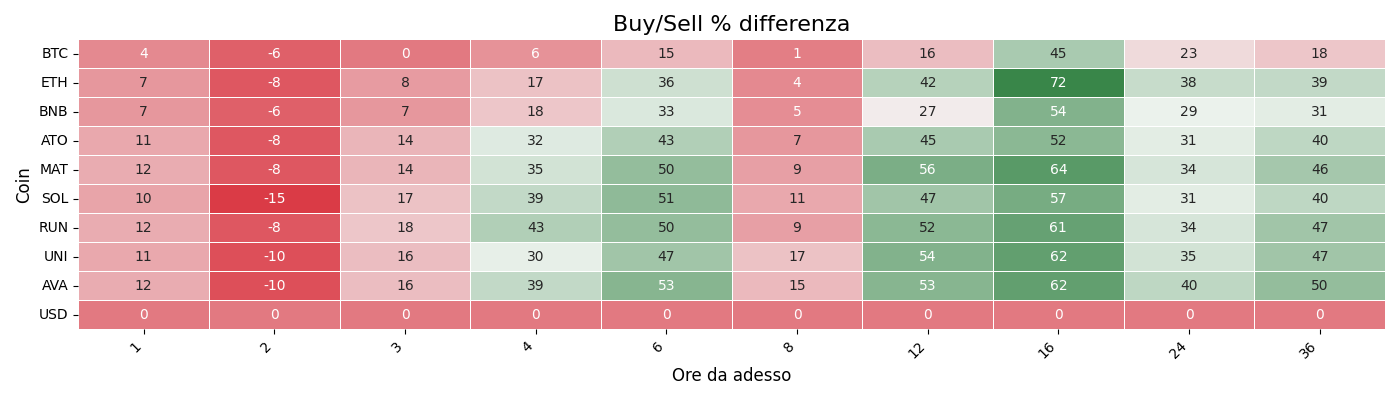 Buy/Sell % differenza
Coin
BTC 4 -6 0 6 15 1 16 45 23 18
ETH 7 -8 8 17 36 4 42 72 38 39
BNB 7 -6 7 18 33 5 27 54 29 31
ATO 11 -8 14 32 43 7 45 52 31 40
MAT 12 -8 14 35 50 9 56 64 34 46
SOL 10 -15 17 39 51 11 47 57 31 40
RUN 12 -8 18 43 50 9 52 61 34 47
UNI 11 -10 16 30 47 17 54 62 35 47
AVA 12 -10 16 39 53 15 53 62 40 50
USD 0 0 0 0 0 0 0 0 0 0
1 2 3 4 6 8 12 16 24 36
Ore da adesso